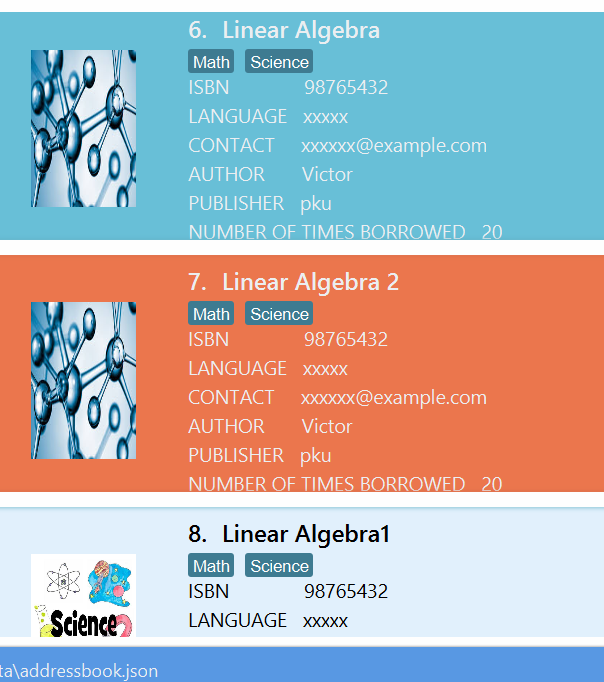 6. Linear Algebra
Math Science
ISBN 98765432
LANGUAGE xxxxx
CONTACT xxxxxx@example.com
AUTHOR Victor
PUBLISHER pku
NUMBER OF TIMES BORROWED 20
7. Linear Algebra 2
Math Science
ISBN 98765432
LANGUAGE xxxxx
CONTACT xxxxxx@example.com
AUTHOR Victor
PUBLISHER pku
NUMBER OF TIMES BORROWED 20
8. Linear Algebra1
Math Science
ISBN 98765432
Science
LANGUAGE xxxxx
ta\addressbook.json